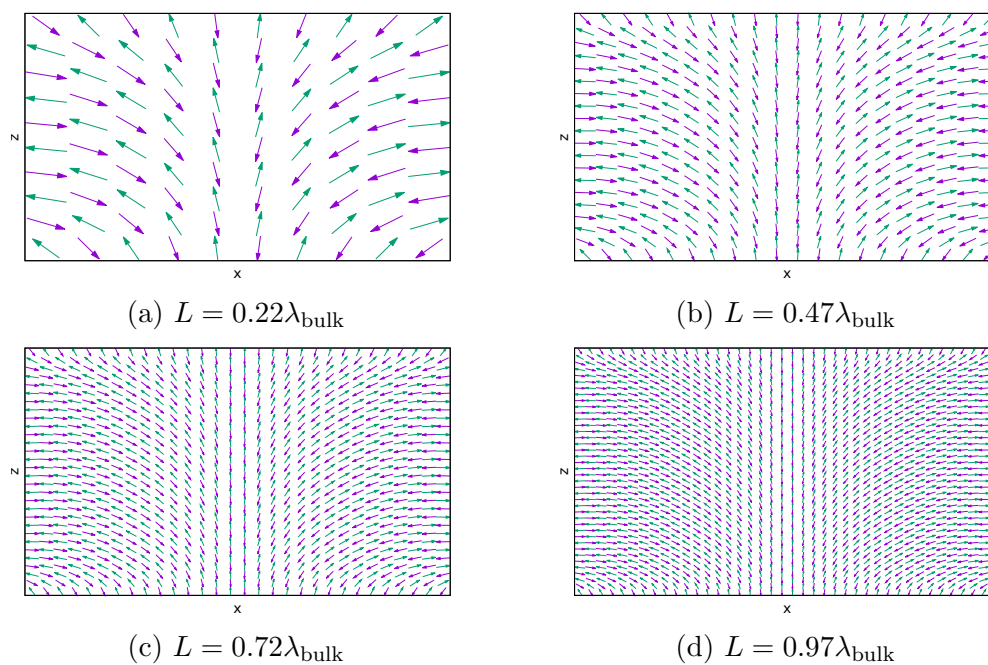 z
z
x
x
(a) L = 0.22λbulk
(b) L = 0.47λbulk
z
z
x
x
(c) L = 0.72λbulk
(d) L = 0.97λbulk